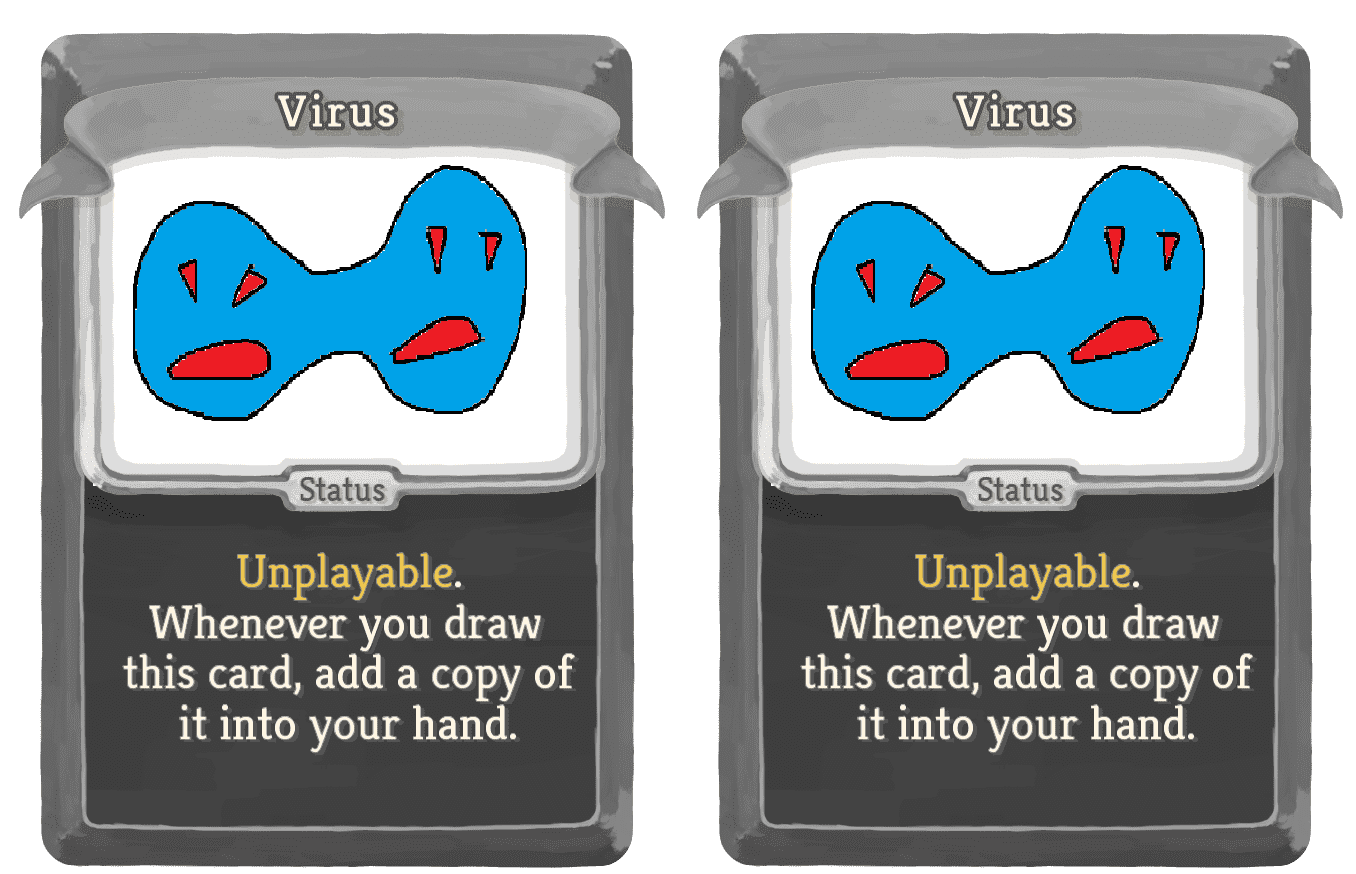 Virus
Status
Unplayable.
Whenever you draw
this card, add a copy of
it into your hand.
Virus
Status
Unplayable.
Whenever you draw
this card, add a copy of
it into your hand.